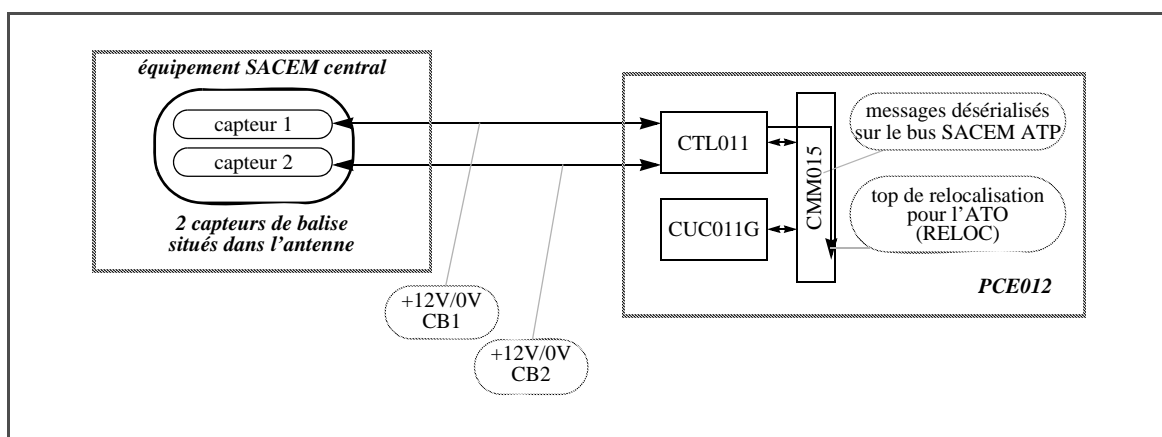 équipement SACEM central
capteur 1
capteur 2
2 capteurs de balise
situés dans l'antenne
+12V/0V
CB1
+12V/0V
CB2
CTL011
CUC011G
CMM015
messages désérialisés
sur le bus SACEM ATP
top de relocalisation
pour l'ATO
(RELOC)
PCE012